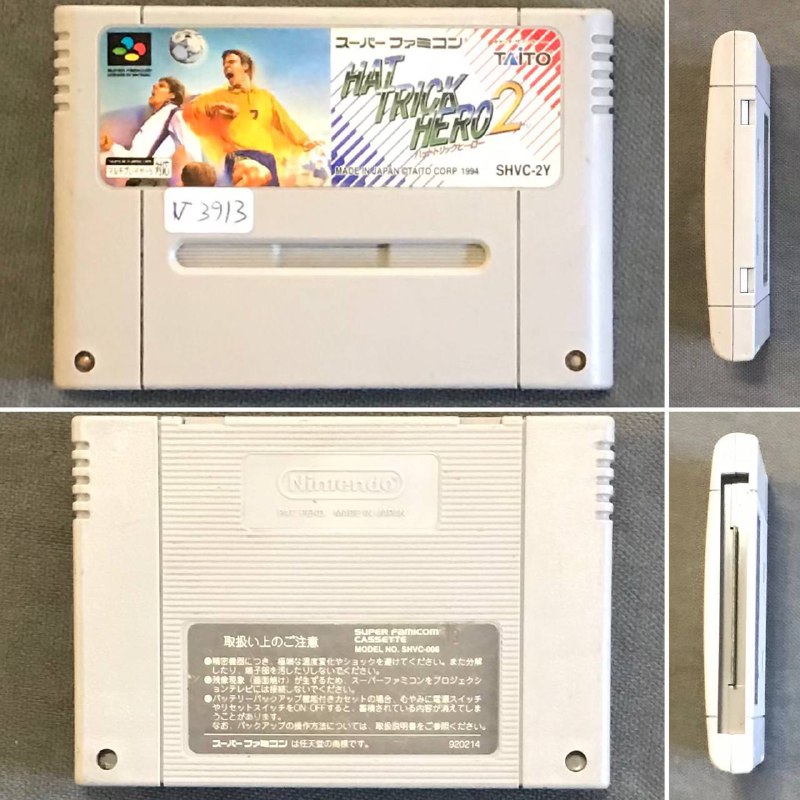 スーパーファミコン
TAITO
HAT
TRICK
HERO 2
ハットトリックヒーロー
SUPER FAMICOM
MADE IN JAPAN ©TAITO CORP 1994
SHVC-2Y
V 3913
Nintendo
PAT. PEND. MADE IN JAPAN
取扱い上のご注意
SUPER FAMICOM
CASSETTE
MODEL NO. SHVC-006
●精密機器につき、極端な温度変化やショックを避けてください。また分解
したり、端子部を活したりしないでください。
●残像現象(画面焼け)が生ずるため、スーパーファミコンをプロジェクショ
ンテレビには接続しないでください。
●バッテリーバックアップ機能付きカセットの場合、むやみに電源スイッチ
やリセットスイッチをON OFFすると、蓄積されている内容が消えてしま
うことがあります。
なお、バックアップの操作方法については、取扱説明書をご参照ください。
スーパーファミコン は任天堂の商標です。
920214